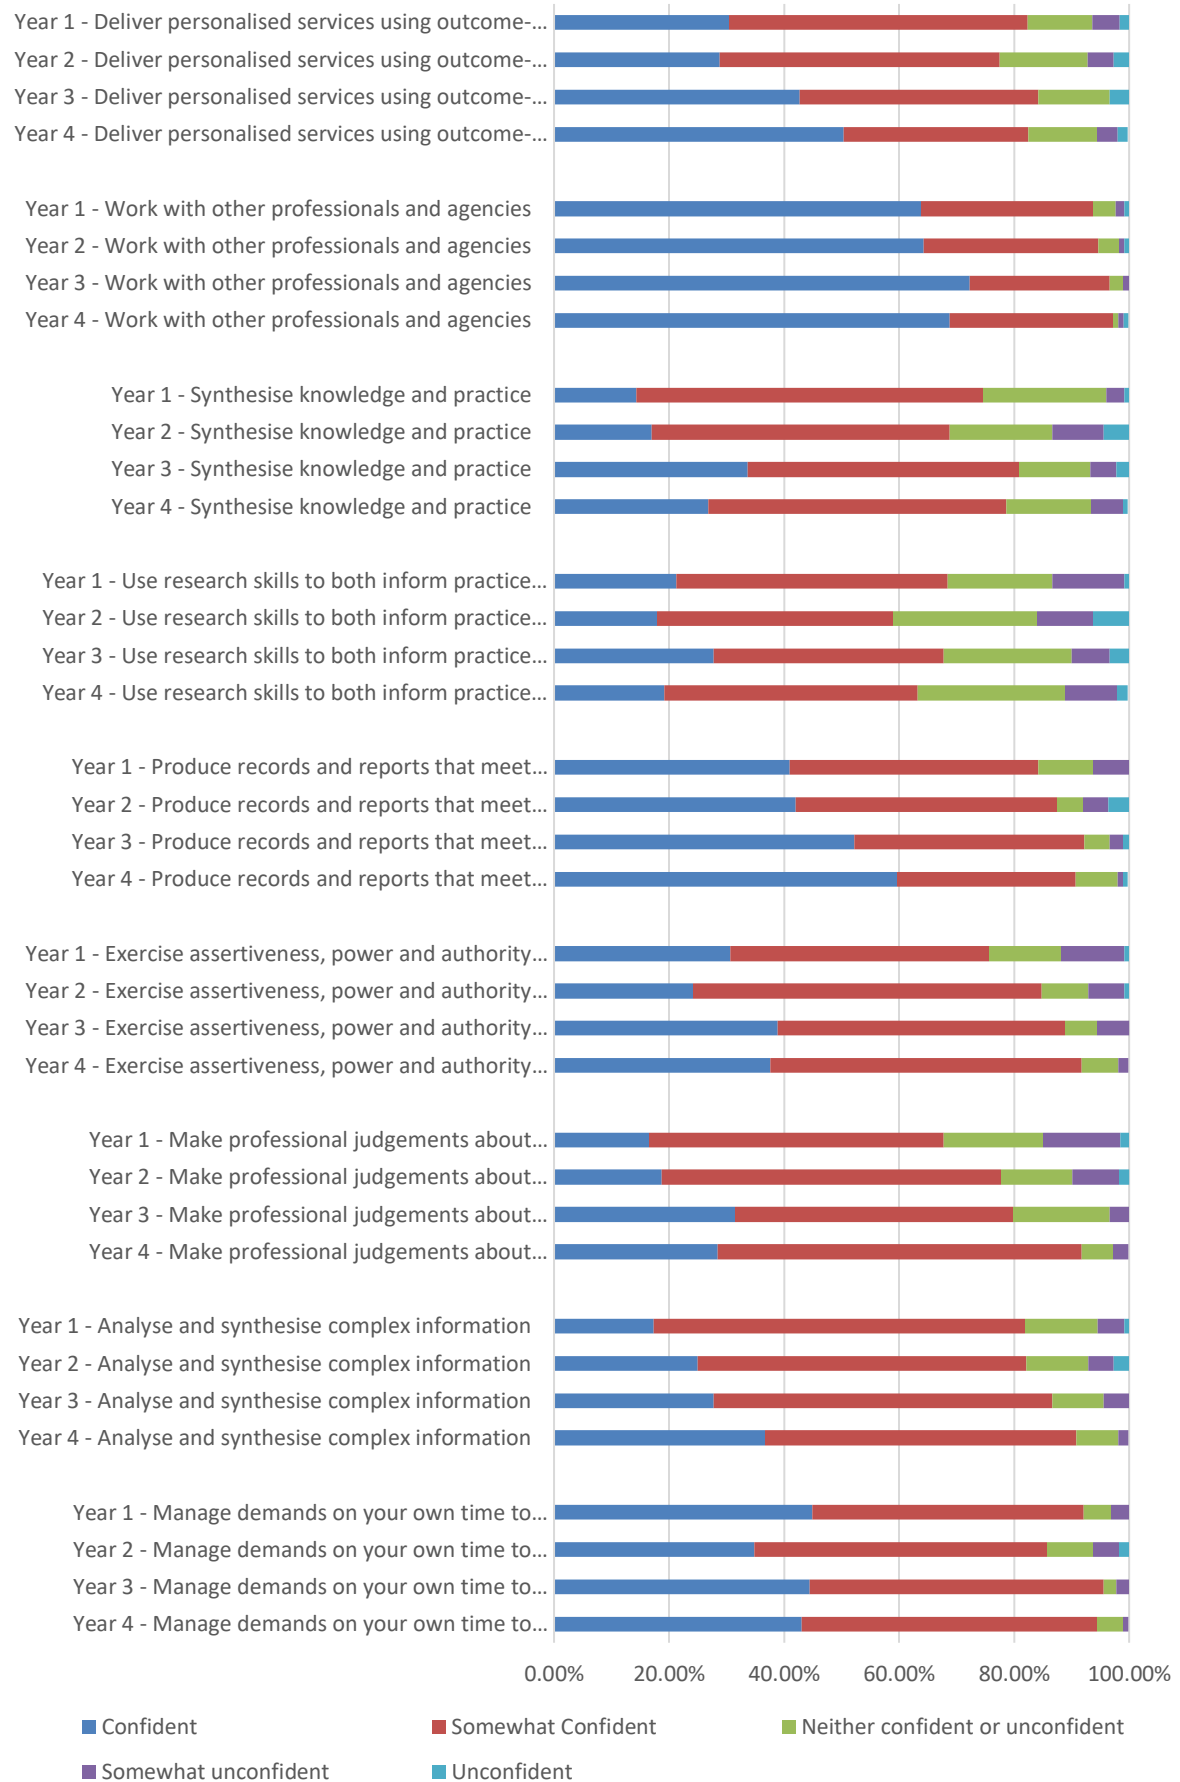 Year 1 - Deliver personalised services using outcome-...
Year 2 - Deliver personalised services using outcome-...
Year 3 - Deliver personalised services using outcome-...
Year 4 - Deliver personalised services using outcome-...
Year 1 - Work with other professionals and agencies
Year 2 - Work with other professionals and agencies
Year 3 - Work with other professionals and agencies
Year 4 - Work with other professionals and agencies
Year 1 - Synthesise knowledge and practice
Year 2 - Synthesise knowledge and practice
Year 3 - Synthesise knowledge and practice
Year 4 - Synthesise knowledge and practice
Year 1 - Use research skills to both inform practice...
Year 2 - Use research skills to both inform practice...
Year 3 - Use research skills to both inform practice...
Year 4 - Use research skills to both inform practice...
Year 1 - Produce records and reports that meet...
Year 2 - Produce records and reports that meet...
Year 3 - Produce records and reports that meet...
Year 4 - Produce records and reports that meet...
Year 1 - Exercise assertiveness, power and authority...
Year 2 - Exercise assertiveness, power and authority...
Year 3 - Exercise assertiveness, power and authority...
Year 4 - Exercise assertiveness, power and authority...
Year 1 - Make professional judgements about...
Year 2 - Make professional judgements about...
Year 3 - Make professional judgements about...
Year 4 - Make professional judgements about...
Year 1 - Analyse and synthesise complex information
Year 2 - Analyse and synthesise complex information
Year 3 - Analyse and synthesise complex information
Year 4 - Analyse and synthesise complex information
Year 1 - Manage demands on your own time to...
Year 2 - Manage demands on your own time to...
Year 3 - Manage demands on your own time to...
Year 4 - Manage demands on your own time to...
0.00% 20.00% 40.00% 60.00% 80.00% 100.00%
Confident Somewhat Confident Neither confident or unconfident
Somewhat unconfident Unconfident